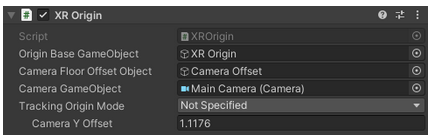 XR Origin
Script XROrigin
Origin Base GameObject XR Origin
Camera Floor Offset Object Camera Offset
Camera GameObject Main Camera (Camera)
Tracking Origin Mode Not Specified
Camera Y Offset 1.1176